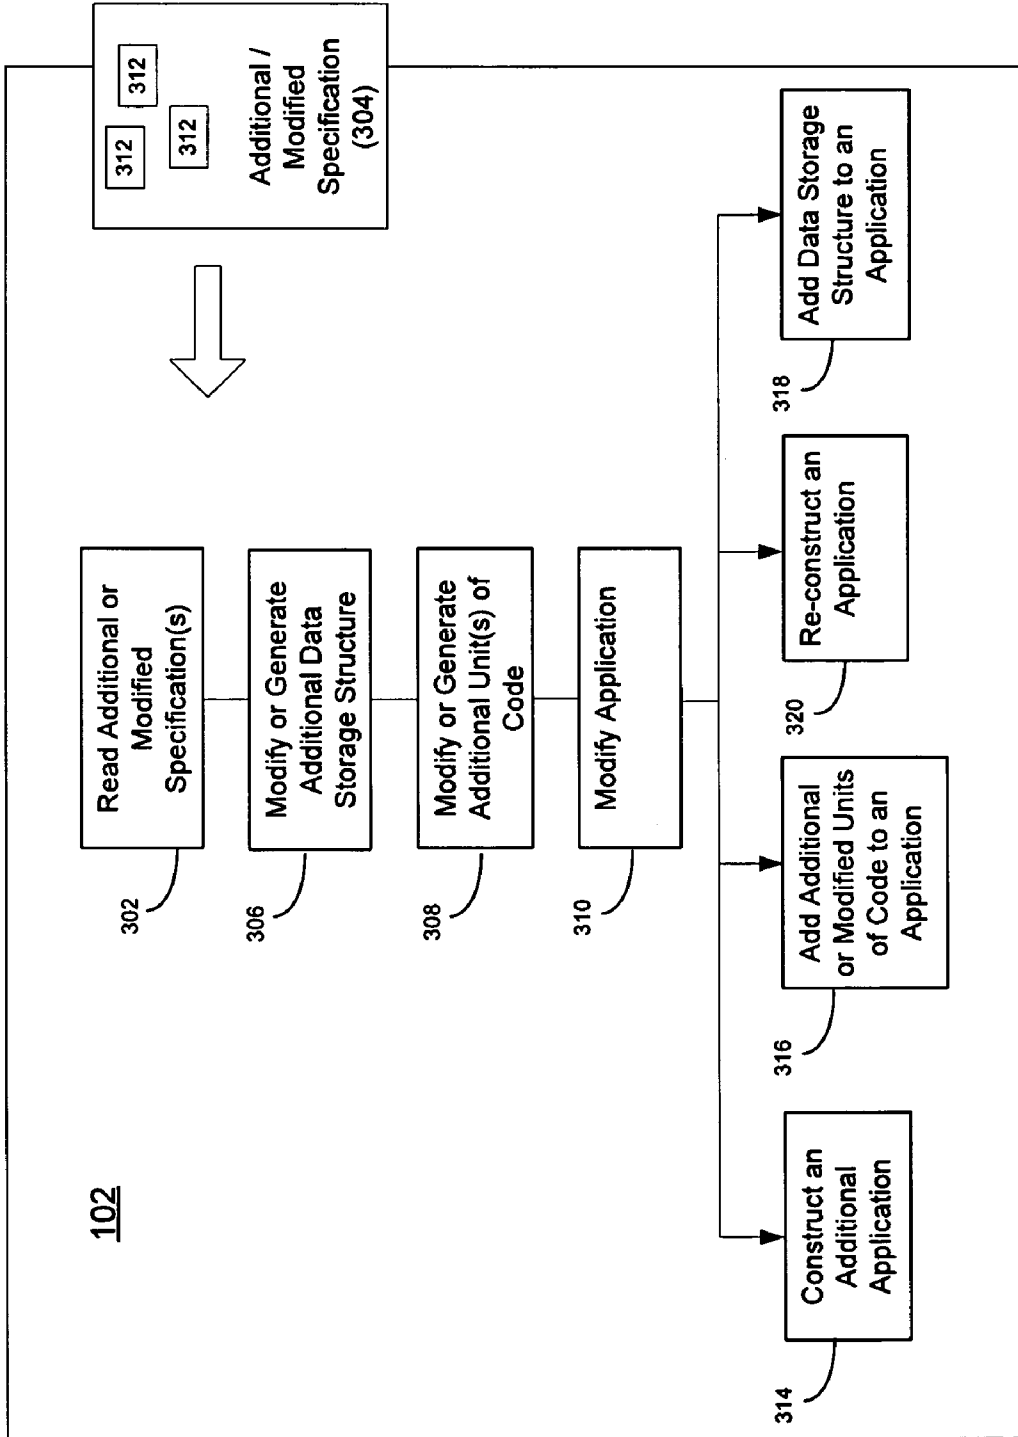 102
312
312
312
Additional /
Modified
Specification
(304)
Read Additional or
Modified
Specification(s)
302
Modify or Generate
Additional Data
Storage Structure
306
Modify or Generate
Additional Unit(s) of
Code
308
Modify Application
310
Construct an
Additional
Application
314
Add Additional
or Modified Units
of Code to an
Application
316
Re-construct an
Application
320
Add Data Storage
Structure to an
Application
318